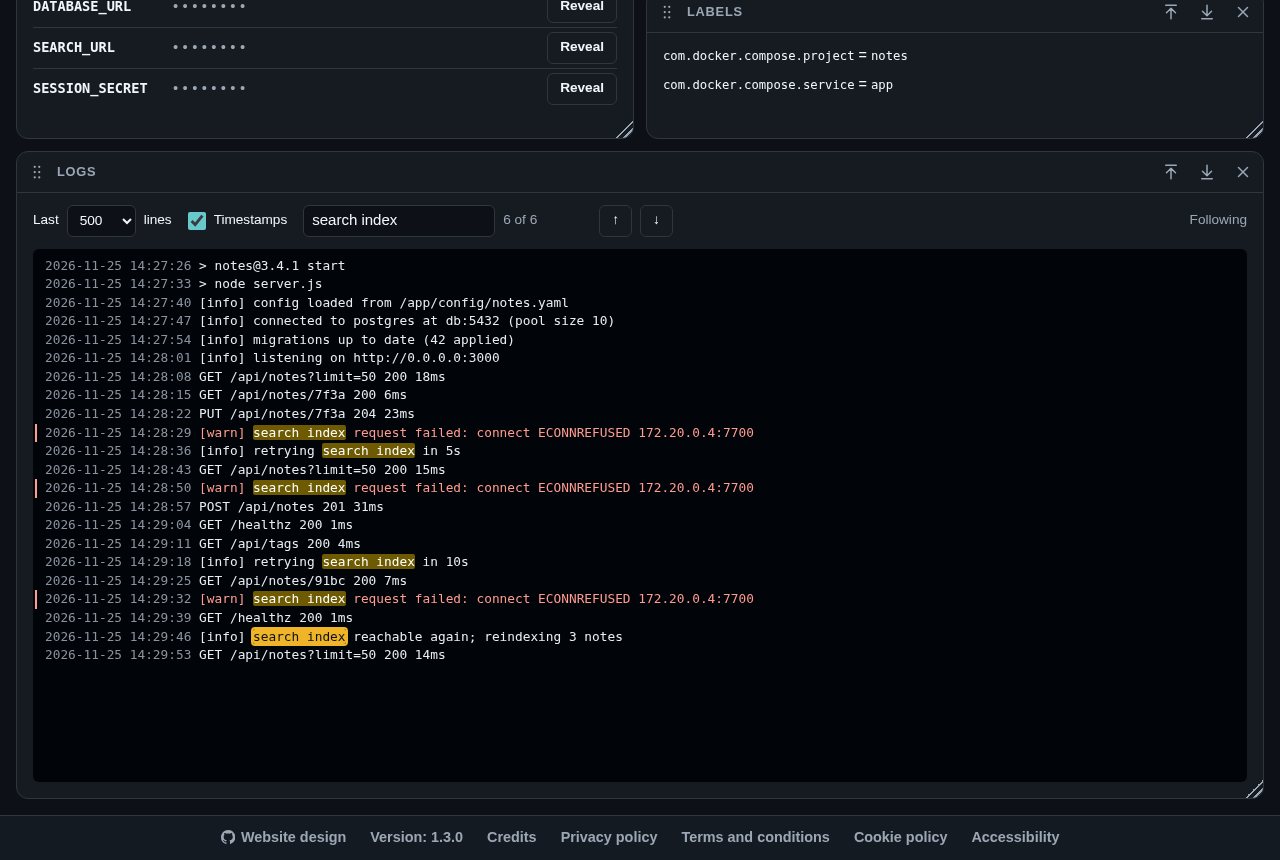 DATABASE_URL •••••••• Reveal
SEARCH_URL •••••••• Reveal
SESSION_SECRET •••••••• Reveal
LABELS
com.docker.compose.project = notes
com.docker.compose.service = app
LOGS
Last 500 lines Timestamps search index 6 of 6 ↑ ↓ Following
2026-11-25 14:27:26 > notes@3.4.1 start
2026-11-25 14:27:33 > node server.js
2026-11-25 14:27:40 [info] config loaded from /app/config/notes.yaml
2026-11-25 14:27:47 [info] connected to postgres at db:5432 (pool size 10)
2026-11-25 14:27:54 [info] migrations up to date (42 applied)
2026-11-25 14:28:01 [info] listening on http://0.0.0.0:3000
2026-11-25 14:28:08 GET /api/notes?limit=50 200 18ms
2026-11-25 14:28:15 GET /api/notes/7f3a 200 6ms
2026-11-25 14:28:22 PUT /api/notes/7f3a 204 23ms
2026-11-25 14:28:29 [warn] search index request failed: connect ECONNREFUSED 172.20.0.4:7700
2026-11-25 14:28:36 [info] retrying search index in 5s
2026-11-25 14:28:43 GET /api/notes?limit=50 200 15ms
2026-11-25 14:28:50 [warn] search index request failed: connect ECONNREFUSED 172.20.0.4:7700
2026-11-25 14:28:57 POST /api/notes 201 31ms
2026-11-25 14:29:04 GET /healthz 200 1ms
2026-11-25 14:29:11 GET /api/tags 200 4ms
2026-11-25 14:29:18 [info] retrying search index in 10s
2026-11-25 14:29:25 GET /api/notes/91bc 200 7ms
2026-11-25 14:29:32 [warn] search index request failed: connect ECONNREFUSED 172.20.0.4:7700
2026-11-25 14:29:39 GET /healthz 200 1ms
2026-11-25 14:29:46 [info] search index reachable again; reindexing 3 notes
2026-11-25 14:29:53 GET /api/notes?limit=50 200 14ms
Website design Version: 1.3.0 Credits Privacy policy Terms and conditions Cookie policy Accessibility